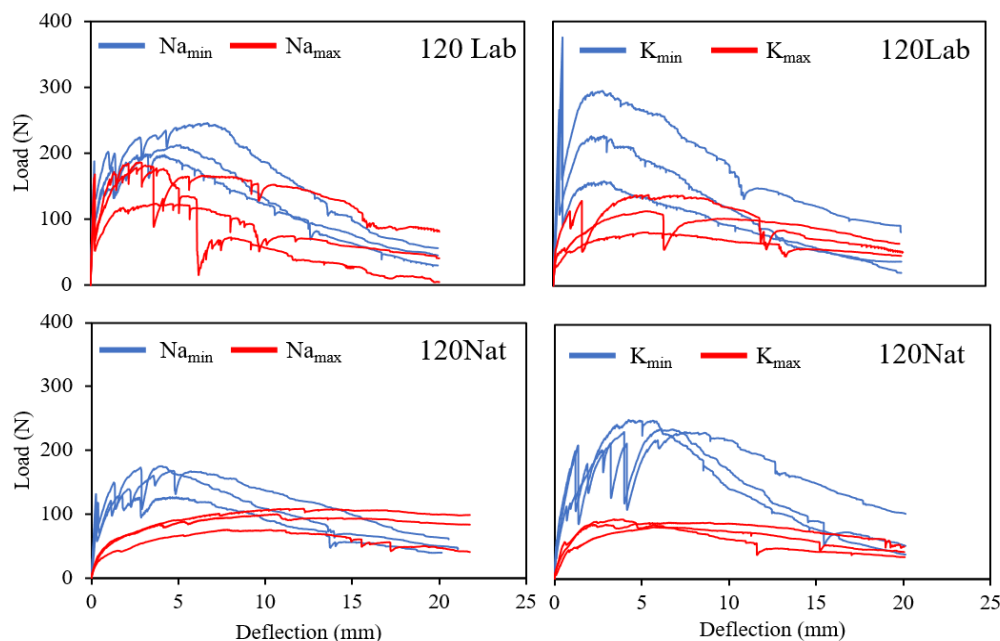 400
300
200
100
0
Load (N)
Na_min Na_max 120 Lab
K_min K_max 120Lab
400
300
200
100
0
Load (N)
Na_min Na_max 120Nat
K_min K_max 120Nat
0 5 10 15 20 25
0 5 10 15 20 25
Deflection (mm)
Deflection (mm)